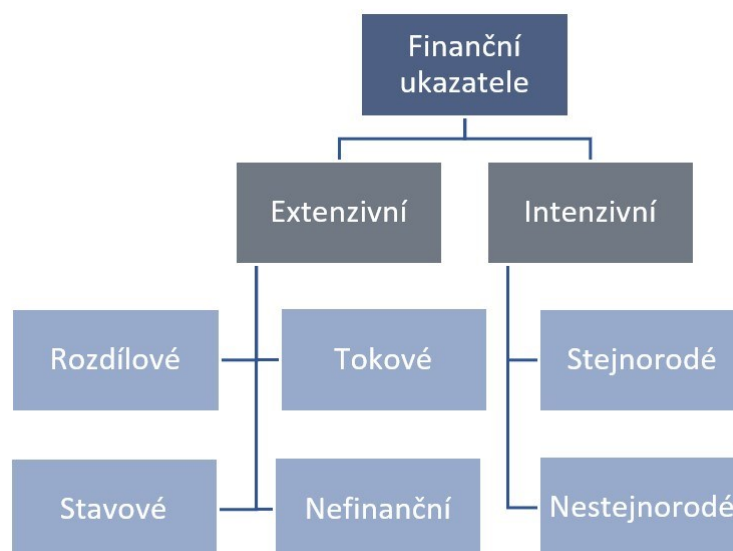 Finanční
ukazatele
Extenzivní
Intenzivní
Rozdílové
Tokové
Stejnorodé
Stavové
Nefinanční
Nestejnorodé